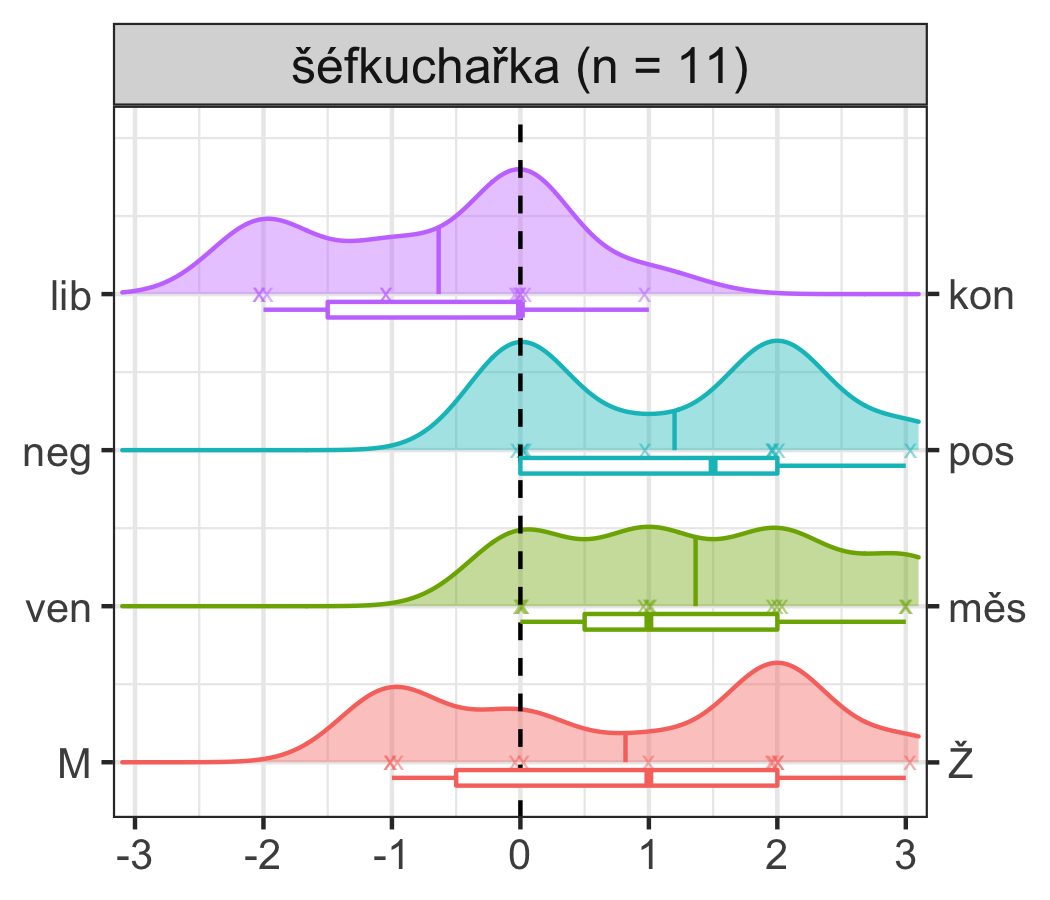 šéfkuchařka (n = 11)
lib kon
neg pos
ven měs
M Ž
-3 -2 -1 0 1 2 3